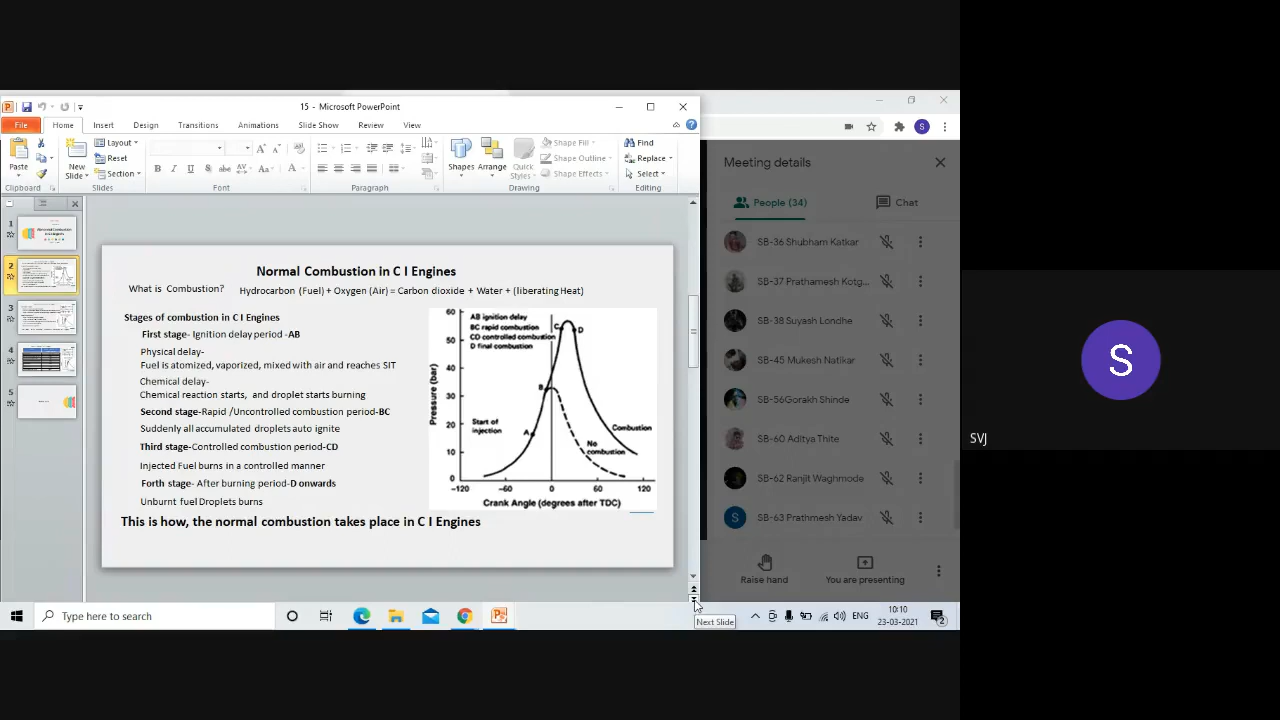 15 - Microsoft PowerPoint
File Home Insert Design Transitions Animations Slide Show Review View
Paste
Clipboard
New
Slide
Layout
Reset
Section
Slides
B I U S abc AV Aa A
Font
Paragraph
Shapes
Arrange
Quick
Styles
Shape Fill
Shape Outline
Shape Effects
Drawing
Find
Replace
Select
Editing
1
2
3
4
5
Normal Combustion in C I Engines
What is Combustion? Hydrocarbon (Fuel) + Oxygen (Air) = Carbon dioxide + Water + (liberating Heat)
Stages of combustion in C I Engines
First stage- Ignition delay period -AB
Physical delay-
Fuel is atomized, vaporized, mixed with air and reaches SIT
Chemical delay-
Chemical reaction starts, and droplet starts burning
Second stage-Rapid /Uncontrolled combustion period-BC
Suddenly all accumulated droplets auto ignite
Third stage-Controlled combustion period-CD
Injected Fuel burns in a controlled manner
Forth stage- After burning period-D onwards
Unburnt fuel Droplets burns
This is how, the normal combustion takes place in C I Engines
AB ignition delay
BC rapid combustion
CD controlled combustion
D final combustion
60
50
40
30
20
10
0
Pressure (bar)
A
B
C
D
Start of
injection
No
combustion
Combustion
-120 -60 0 60 120
Crank Angle (degrees after TDC)
Next Slide
S
Meeting details
People (34)
Chat
SB-36 Shubham Katkar
SB-37 Prathamesh Kotg...
SB-38 Suyash Londhe
SB-45 Mukesh Natikar
SB-56Gorakh Shinde
SB-60 Aditya Thite
SB-62 Ranjit Waghmode
S SB-63 Prathmesh Yadav
Raise hand
You are presenting
S
SVJ
Type here to search
ENG
10:10
23-03-2021
2